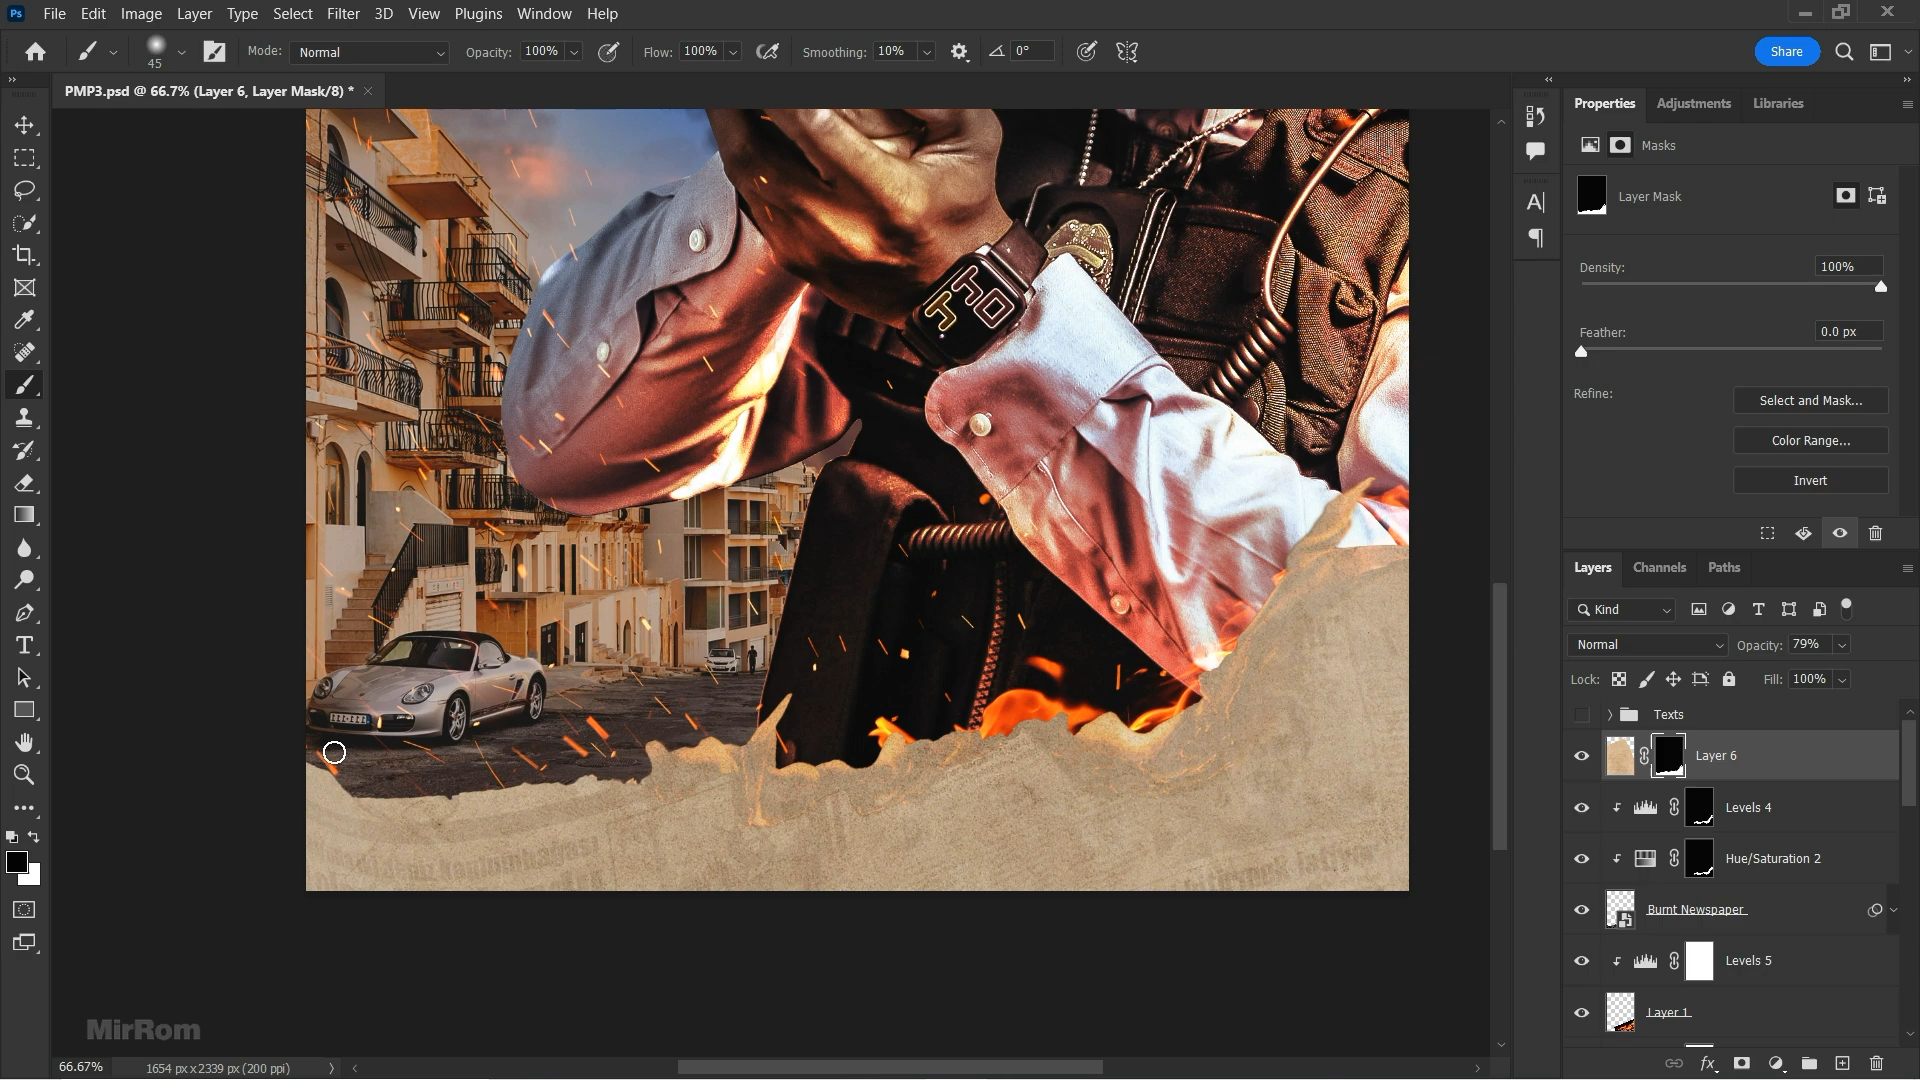 Ps File Edit Image Layer Type Select Filter 3D View Plugins Window Help
45 Mode: Normal Opacity: 100% Flow: 100% Smoothing: 10% 0° Share
PMP3.psd @ 66.7% (Layer 6, Layer Mask/8) *
Properties Adjustments Libraries
Masks
Layer Mask
Density: 100%
Feather: 0.0 px
Refine: Select and Mask...
Color Range...
Invert
Layers Channels Paths
Kind
Normal Opacity: 79%
Lock: Fill: 100%
Texts
Layer 6
Levels 4
Hue/Saturation 2
Burnt Newspaper
Levels 5
Layer 1
MirRom
66.67% 1654 px x 2339 px (200 ppi)